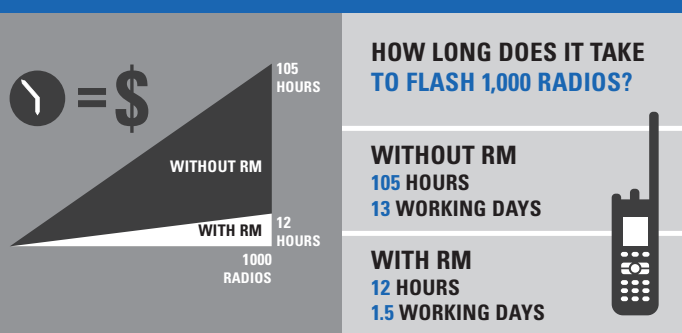 = $
105
HOURS
WITHOUT RM
WITH RM
12
HOURS
1000
RADIOS
HOW LONG DOES IT TAKE
TO FLASH 1,000 RADIOS?
WITHOUT RM
105 HOURS
13 WORKING DAYS
WITH RM
12 HOURS
1.5 WORKING DAYS